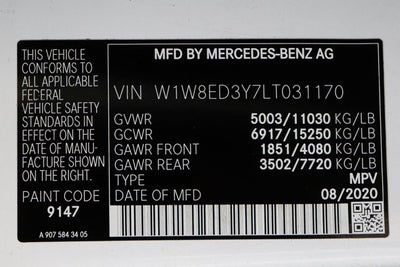 THIS VEHICLE
CONFORMS TO
ALL APPLICABLE
FEDERAL
VEHICLE SAFETY
STANDARDS IN
EFFECT ON THE
DATE OF MANU-
FACTURE SHOWN
ON THE RIGHT.
PAINT CODE
9147
A 907 584 34 05
MFD BY MERCEDES-BENZ AG
VIN W1W8ED3Y7LT031170
GVWR 5003/11030 KG/LB
GCWR 6917/15250 KG/LB
GAWR FRONT 1851/4080 KG/LB
GAWR REAR 3502/7720 KG/LB
TYPE MPV
DATE OF MFD 08/2020